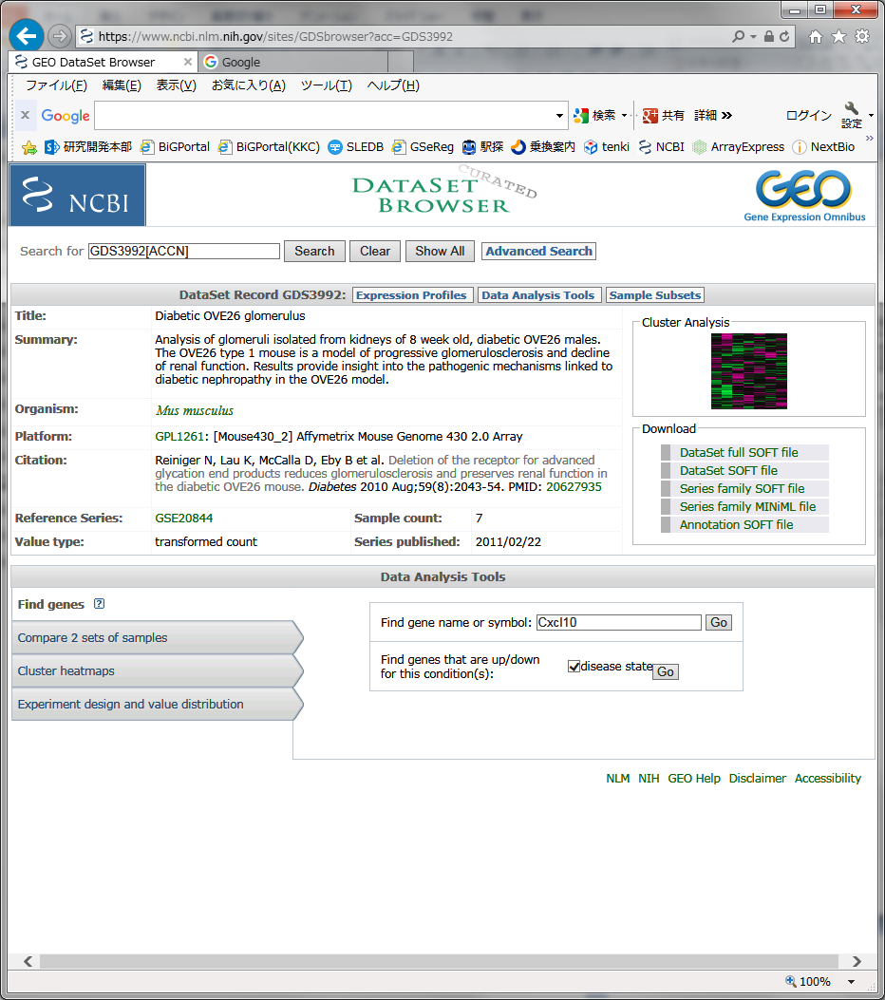 https://www.ncbi.nlm.nih.gov/sites/GDSbrowser?acc=GDS3992
GEO DataSet Browser
Google
ファイル(F) 編集(E) 表示(V) お気に入り(A) ツール(T) ヘルプ(H)
x Google 検索 共有 詳細 » ログイン 設定
研究開発本部 BiGPortal BiGPortal(KKC) SLEDB GSeReg 駅探 乗換案内 tenki NCBI ArrayExpress NextBio »
NCBI
DATASET BROWSER
CURATED
GEO
Gene Expression Omnibus
Search for GDS3992[ACCN] Search Clear Show All Advanced Search
DataSet Record GDS3992: Expression Profiles Data Analysis Tools Sample Subsets
Title: Diabetic OVE26 glomerulus
Summary: Analysis of glomeruli isolated from kidneys of 8 week old, diabetic OVE26 males.
The OVE26 type 1 mouse is a model of progressive glomerulosclerosis and decline
of renal function. Results provide insight into the pathogenic mechanisms linked to
diabetic nephropathy in the OVE26 model.
Organism: Mus musculus
Platform: GPL1261: [Mouse430_2] Affymetrix Mouse Genome 430 2.0 Array
Citation: Reininger N, Lau K, McCalla D, Eby B et al. Deletion of the receptor for advanced
glycation end products reduces glomerulosclerosis and preserves renal function in
the diabetic OVE26 mouse. Diabetes 2010 Aug;59(8):2043-54. PMID: 20627935
Reference Series: GSE20844 Sample count: 7
Value type: transformed count Series published: 2011/02/22
Cluster Analysis
Download
DataSet full SOFT file
DataSet SOFT file
Series family SOFT file
Series family MINiML file
Annotation SOFT file
Data Analysis Tools
Find genes ?
Compare 2 sets of samples
Cluster heatmaps
Experiment design and value distribution
Find gene name or symbol: Cxcl10 Go
Find genes that are up/down
for this condition(s): disease state Go
NLM NIH GEO Help Disclaimer Accessibility
100%